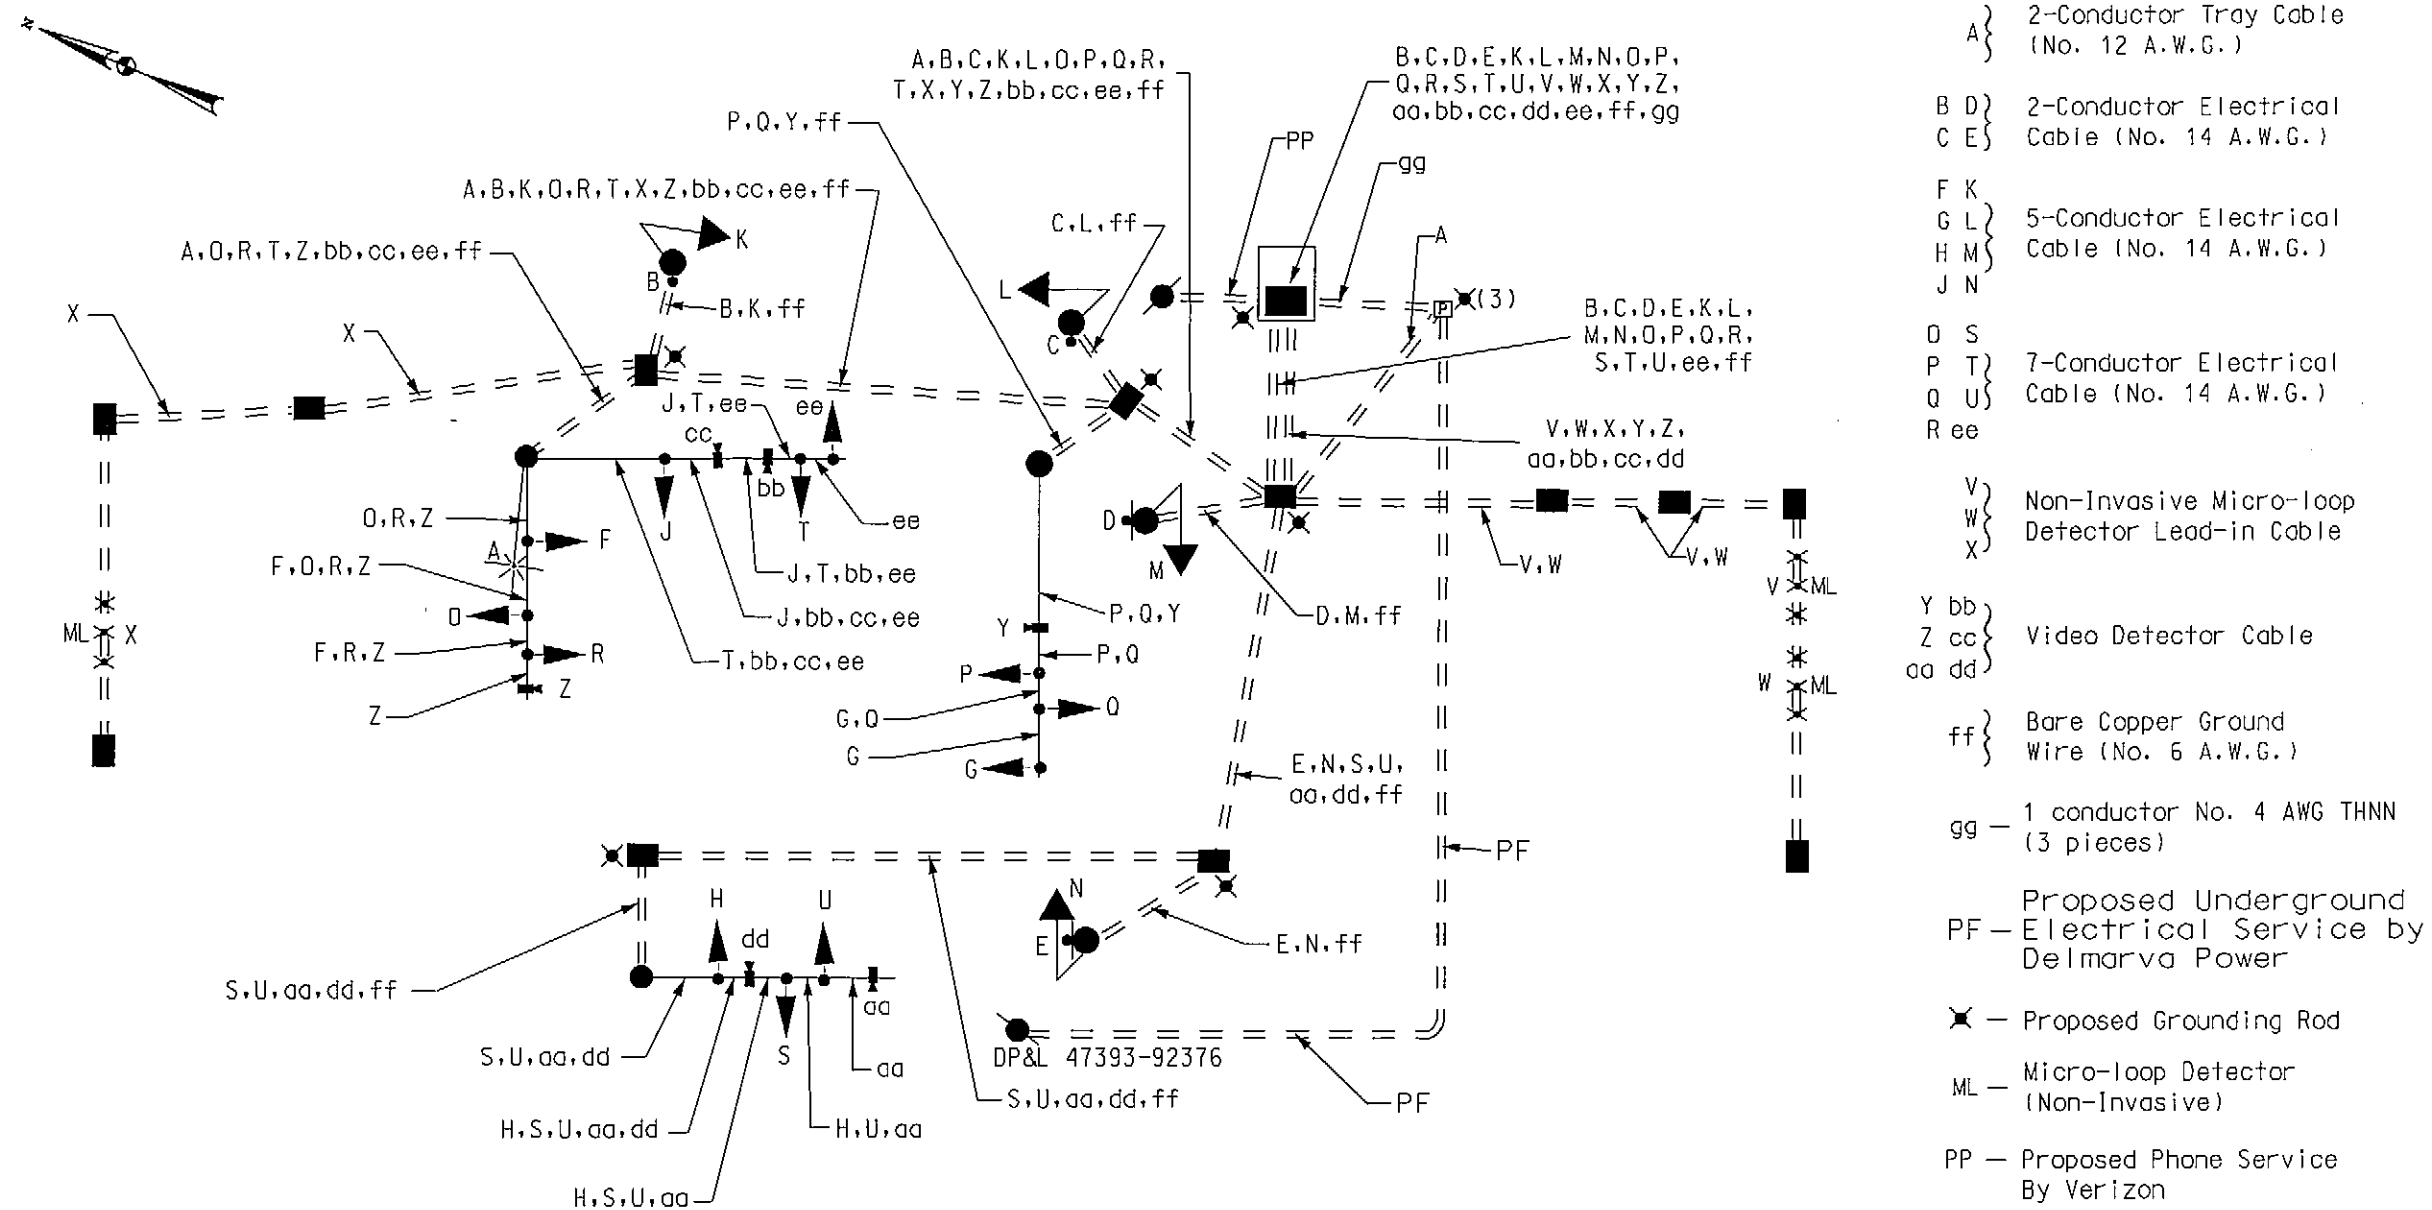 N
A,B,C,K,L,O,P,Q,R,
T,X,Y,Z,bb,cc,ee,ff
B,C,D,E,K,L,M,N,O,P,
Q,R,S,T,U,V,W,X,Y,Z,
aa,bb,cc,dd,ee,ff,gg
P,Q,Y,ff
PP
gg
A,B,K,O,R,T,X,Z,bb,cc,ee,ff
C,L,ff
A
K
A,O,R,T,Z,bb,cc,ee,ff
B
B,K,ff
L
C
P
(3)
B,C,D,E,K,L,
M,N,O,P,Q,R,
S,T,U,ee,ff
X
X
J,T,ee
ee
cc
bb
V,W,X,Y,Z,
aa,bb,cc,dd
O,R,Z
A
F
J
T
ee
D
M
V,W
V,W
F,O,R,Z
J,T,bb,ee
V
ML
O
J,bb,cc,ee
P,Q,Y
D,M,ff
ML
X
Y
F,R,Z
R
T,bb,cc,ee
P,Q
P
W
ML
Z
Z
G,Q
Q
G
G
E,N,S,U,
aa,dd,ff
PF
H
U
N
dd
E
E,N,ff
S,U,aa,dd,ff
aa
S,U,aa,dd
S
aa
DP&L 47393-92376
S,U,aa,dd,ff
PF
H,S,U,aa,dd
H,U,aa
H,S,U,aa
A} 2-Conductor Tray Cable
(No. 12 A.W.G.)
B D} 2-Conductor Electrical
C E} Cable (No. 14 A.W.G.)
F K
G L} 5-Conductor Electrical
H M} Cable (No. 14 A.W.G.)
J N
O S
P T} 7-Conductor Electrical
Q U} Cable (No. 14 A.W.G.)
R ee
V
W} Non-Invasive Micro-loop
X} Detector Lead-in Cable
Y bb
Z cc} Video Detector Cable
aa dd
ff} Bare Copper Ground
Wire (No. 6 A.W.G.)
gg — 1 conductor No. 4 AWG THNN
(3 pieces)
Proposed Underground
PF — Electrical Service by
Delmarva Power
— Proposed Grounding Rod
ML — Micro-loop Detector
(Non-Invasive)
PP — Proposed Phone Service
By Verizon